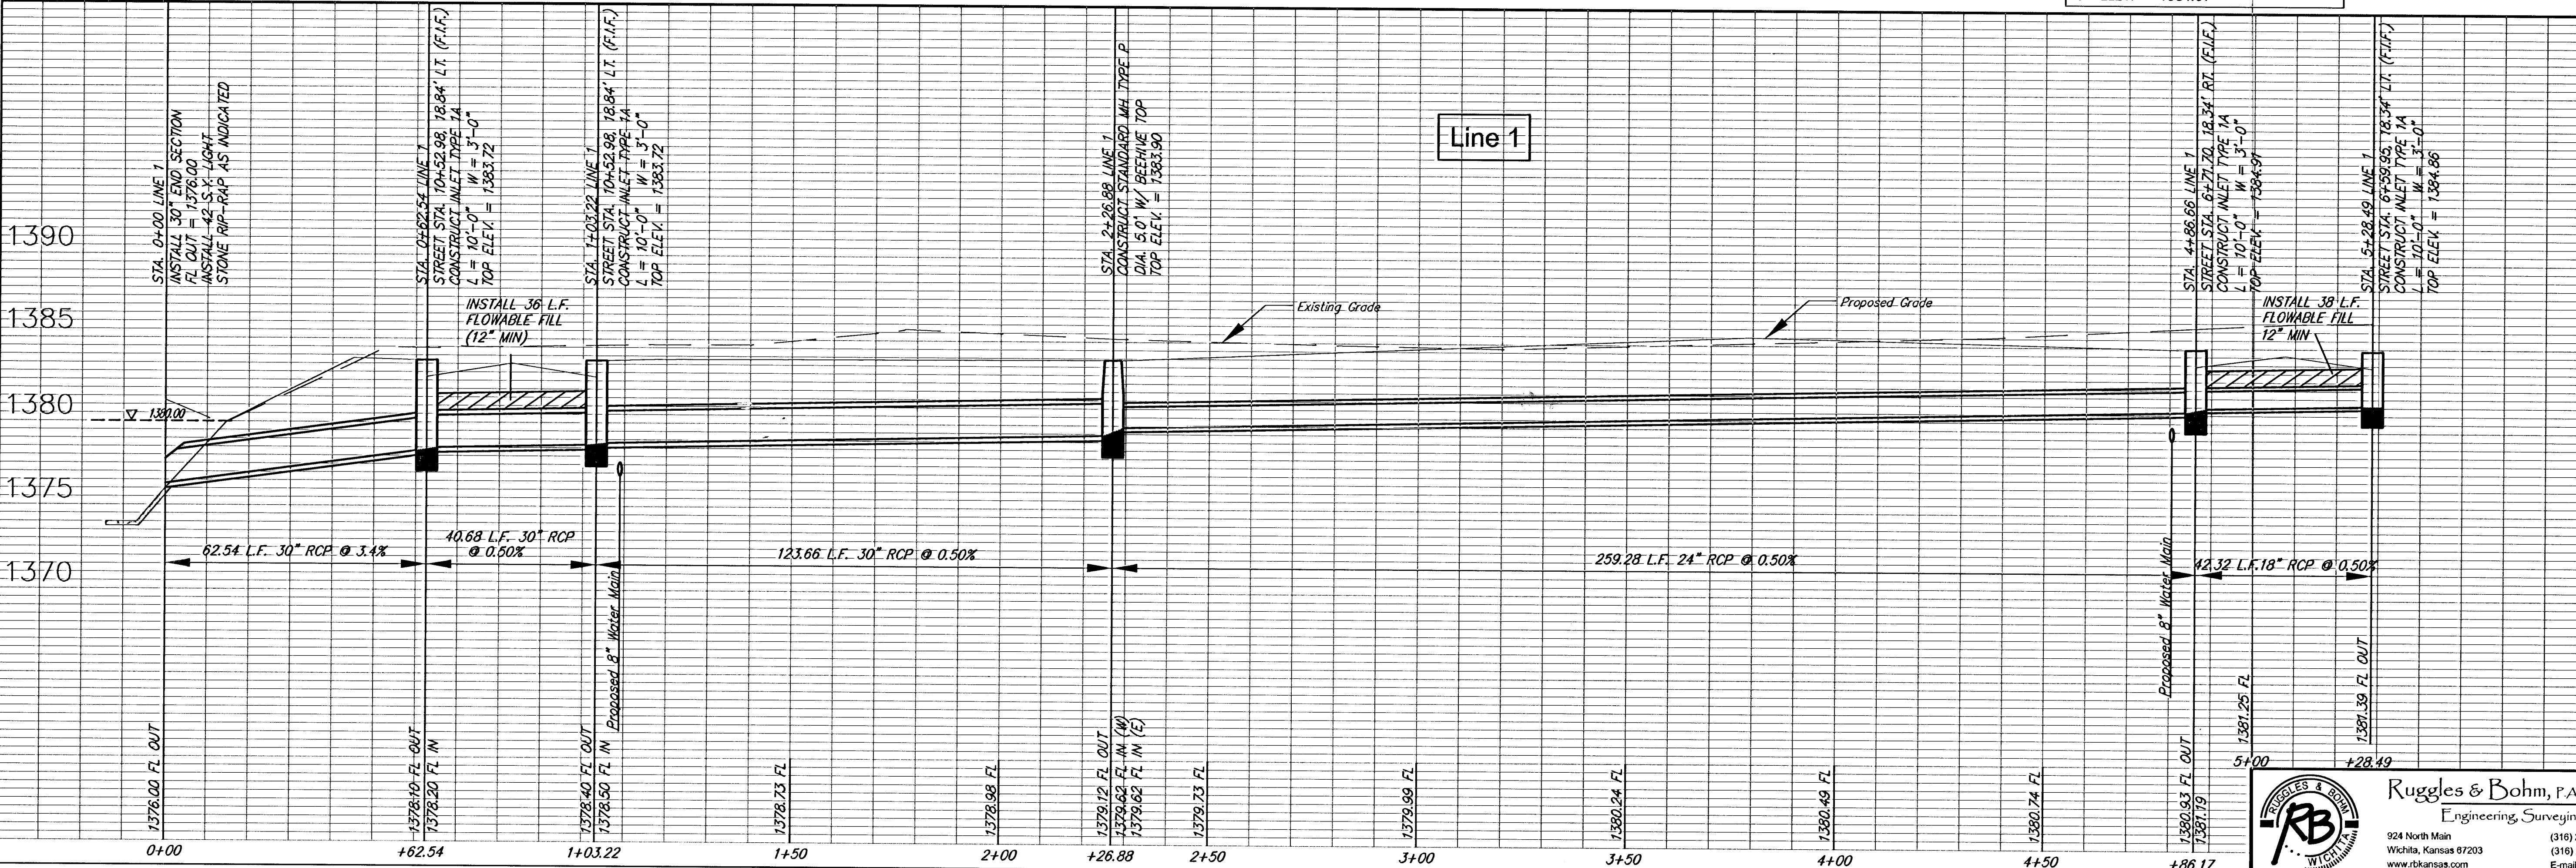 STA. 0+00 LINE 1
INSTALL 30" END SECTION
FL OUT = 1376.00
INSTALL 42 S.Y. LIGHT
STONE RIP-RAP AS INDICATED
STA. 0+62.54 LINE 1
STREET STA. 10+52.98, 18.84' LT. (F.I.F.)
CONSTRUCT INLET TYPE 1A
L = 10'-0" W = 3'-0"
TOP ELEV. = 1383.72
STA. 1+03.22 LINE 1
STREET STA. 10+52.98, 18.84' LT. (F.I.F.)
CONSTRUCT INLET TYPE 1A
L = 10'-0" W = 3'-0"
TOP ELEV. = 1383.72
STA. 2+26.88 LINE 1
CONSTRUCT STANDARD MH TYPE P
DIA. 5.0' W/ BEEHIVE TOP
TOP ELEV. = 1383.90
Line 1
STA. 4+86.66 LINE 1
STREET STA. 6+71.70, 18.34' RT. (F.I.F.)
CONSTRUCT INLET TYPE 1A
L = 10'-0" W = 3'-0"
TOP ELEV. = 1384.91
STA. 5+28.49 LINE 1
STREET STA. 6+59.95, 18.34' LT. (F.I.F.)
CONSTRUCT INLET TYPE 1A
L = 10'-0" W = 3'-0"
TOP ELEV. = 1384.86
1390
1385
1380
1375
1370
INSTALL 36 L.F.
FLOWABLE FILL
(12" MIN)
Existing Grade
Proposed Grade
INSTALL 38 L.F.
FLOWABLE FILL
12" MIN
1380.00
62.54 L.F. 30" RCP @ 3.4%
40.68 L.F. 30" RCP
@ 0.50%
123.66 L.F. 30" RCP @ 0.50%
259.28 L.F. 24" RCP @ 0.50%
42.32 L.F.18" RCP @ 0.50%
Proposed 8" Water Main
Proposed 8" Water Main
1376.00 FL OUT
1378.10 FL OUT
1378.20 FL IN
1378.40 FL OUT
1378.50 FL IN
1378.73 FL
1378.98 FL
1379.12 FL OUT
1379.62 FL IN (W)
1379.62 FL IN (E)
1379.73 FL
1379.99 FL
1380.24 FL
1380.49 FL
1380.74 FL
1380.93 FL OUT
1381.19
1381.25 FL
1381.39 FL OUT
5+00
+28.49
0+00
+62.54
1+03.22
1+50
2+00
+26.88
2+50
3+00
3+50
4+00
4+50
+86.17
RUGGLES & BOHM
RB
WICHITA
Ruggles & Bohm, P.A
Engineering, Surveyin
924 North Main
(316)
Wichita, Kansas 67203
(316)
www.rbkansas.com
E-mail